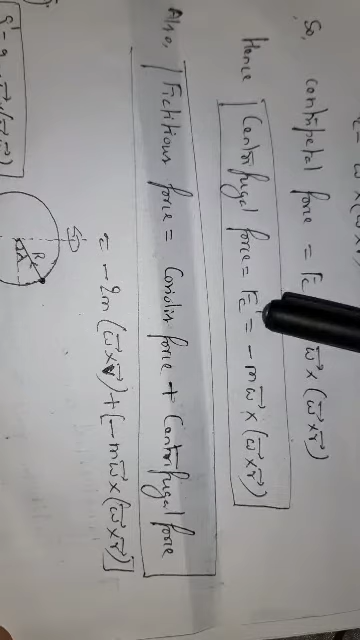 So, centripetal force = F ω⃗ × (ω⃗ × r⃗)
Hence Centrifugal force = F = -mω⃗ × (ω⃗ × r⃗)
Also, Fictitious force = Coriolis force + Centrifugal force
= -2m (ω⃗ × v⃗) + [-mω⃗ × (ω⃗ × r⃗)]
R
λ